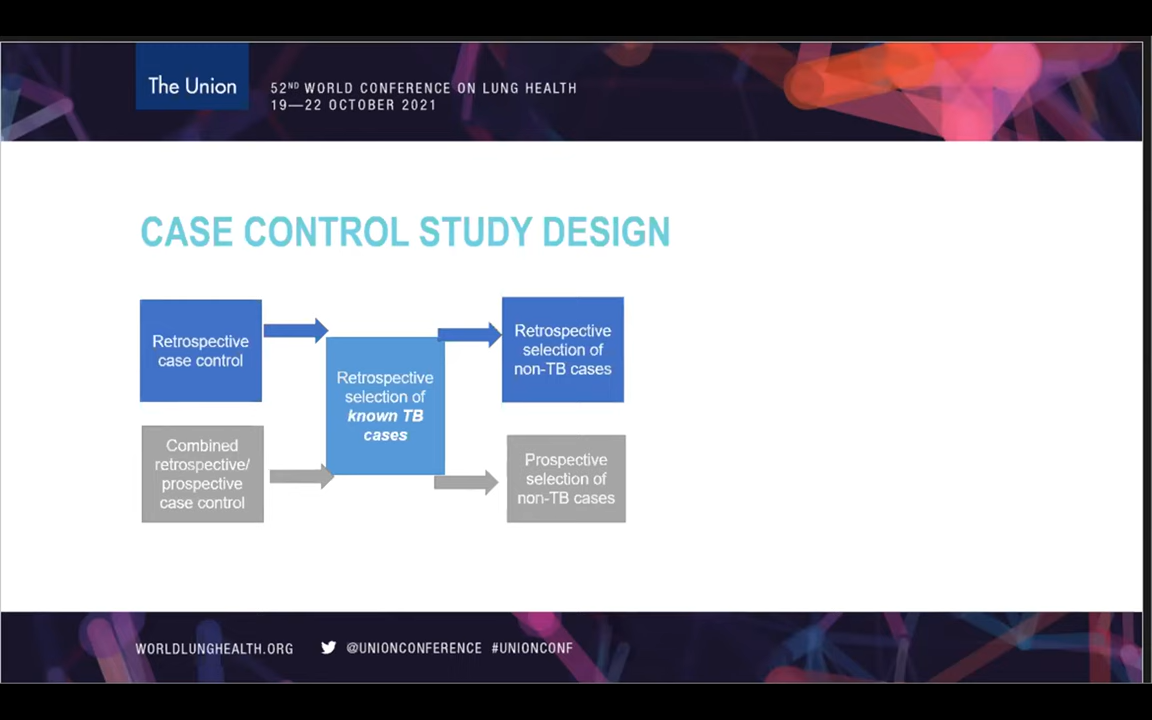 The Union
52ND WORLD CONFERENCE ON LUNG HEALTH
19—22 OCTOBER 2021
CASE CONTROL STUDY DESIGN
Retrospective
case control
Retrospective
selection of
known TB
cases
Retrospective
selection of
non-TB cases
Combined
retrospective/
prospective
case control
Prospective
selection of
non-TB cases
WORLDLUNGHEALTH.ORG
@UNIONCONFERENCE #UNIONCONF